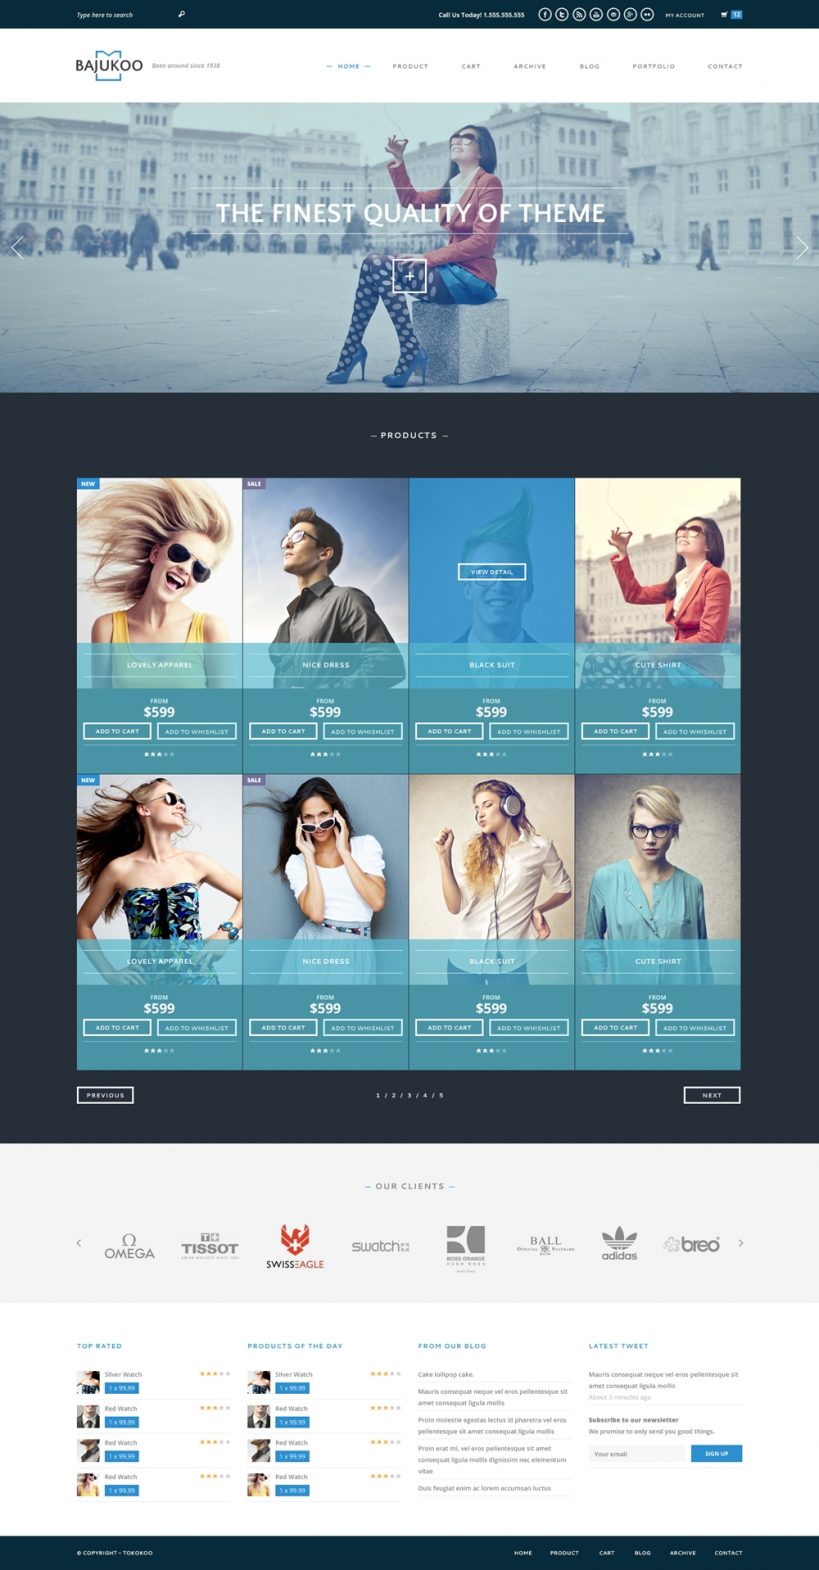 Type here to search
Call Us Today! 1.555.555.555
MY ACCOUNT
12
BAJUKOO
Been around since 1938
— HOME —
PRODUCT
CART
ARCHIVE
BLOG
PORTFOLIO
CONTACT
THE FINEST QUALITY OF THEME
+
— PRODUCTS —
NEW
SALE
VIEW DETAIL
LOVELY APPAREL
NICE DRESS
BLACK SUIT
CUTE SHIRT
FROM
FROM
FROM
FROM
$599
$599
$599
$599
ADD TO CART
ADD TO WHISHLIST
ADD TO CART
ADD TO WHISHLIST
ADD TO CART
ADD TO WHISHLIST
ADD TO CART
ADD TO WHISHLIST
NEW
SALE
LOVELY APPAREL
NICE DRESS
BLACK SUIT
CUTE SHIRT
FROM
FROM
FROM
FROM
$599
$599
$599
$599
ADD TO CART
ADD TO WHISHLIST
ADD TO CART
ADD TO WHISHLIST
ADD TO CART
ADD TO WHISHLIST
ADD TO CART
ADD TO WHISHLIST
PREVIOUS
1 / 2 / 3 / 4 / 5
NEXT
— OUR CLIENTS —
Ω
OMEGA
TISSOT
SWISS WATCHES SINCE 1853
SWISSEAGLE
swatch
BOSS ORANGE
HUGO BOSS
watches
BALL
OFFICIAL STANDARD
adidas
breo
TOP RATED
Silver Watch
1 x 99.99
Red Watch
1 x 99.99
Red Watch
1 x 99.99
Red Watch
1 x 99.99
PRODUCTS OF THE DAY
Silver Watch
1 x 99.99
Red Watch
1 x 99.99
Red Watch
1 x 99.99
Red Watch
1 x 99.99
FROM OUR BLOG
Cake lollipop cake.
Mauris consequat neque vel eros pellentesque sit
amet consequat ligula mollis
Proin molestie egestas lectus id pharetra vel eros
pellentesque sit amet consequat ligula mollis
Proin erat mi, vel eros pellentesque sit amet
consequat ligula mollis dignissim nec elementum
vitae
Duis feugiat enim ac lorem accumsan luctus
LATEST TWEET
Mauris consequat neque vel eros pellentesque sit
amet consequat ligula mollis
About 3 minutes ago
Subscribe to our newsletter
We promise to only send you good things.
Your email
SIGN UP
© COPYRIGHT – TOKOKOO
HOME
PRODUCT
CART
BLOG
ARCHIVE
CONTACT